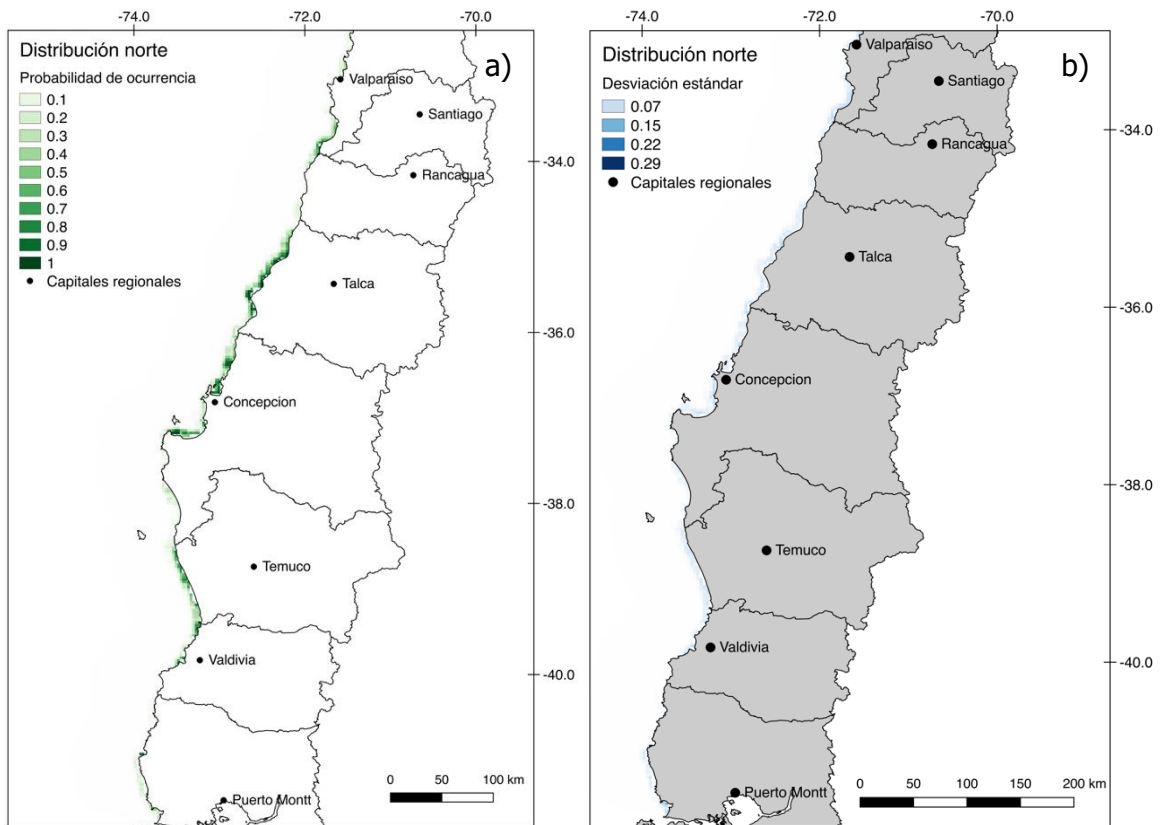 -74.0
-72.0
-70.0
Distribución norte
Probabilidad de ocurrencia
0.1
0.2
0.3
0.4
0.5
0.6
0.7
0.8
0.9
1
Capitales regionales
a)
Valparaiso
Santiago
Rancagua
Talca
Concepcion
Temuco
Valdivia
Puerto Montt
-34.0
-36.0
-38.0
-40.0
0 50 100 km
-74.0
-72.0
-70.0
Distribución norte
Desviación estándar
0.07
0.15
0.22
0.29
Capitales regionales
b)
Valparaiso
Santiago
Rancagua
Talca
Concepcion
Temuco
Valdivia
Puerto Montt
-34.0
-36.0
-38.0
-40.0
0 50 100 150 200 km